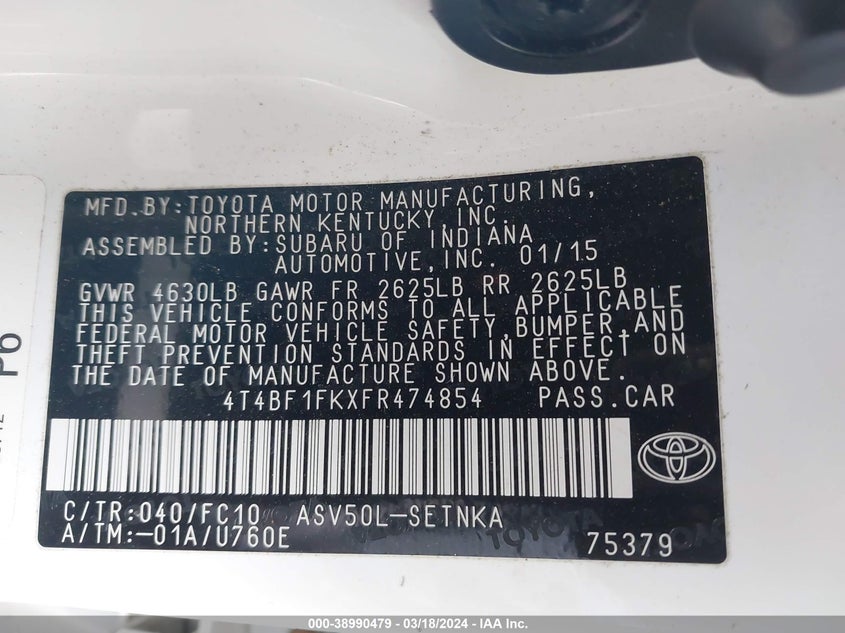 MFD.BY:TOYOTA MOTOR MANUFACTURING,
NORTHERN KENTUCKY,INC.
ASSEMBLED BY:SUBARU OF INDIANA
AUTOMOTIVE,INC. 01/15
GVWR 4630LB GAWR FR 2625LB RR 2625LB
THIS VEHICLE CONFORMS TO ALL APPLICABLE
FEDERAL MOTOR VEHICLE SAFETY,BUMPER,AND
THEFT PREVENTION STANDARDS IN EFFECT ON
THE DATE OF MANUFACTURE SHOWN ABOVE.
4T4BF1FKXFR474854 PASS.CAR
C/TR:040/FC10 ASV50L-SETNKA
A/TM:-01A/U760E 75379
TOYOTA
P6
000-38990479 — 03/18/2024 — IAA Inc.